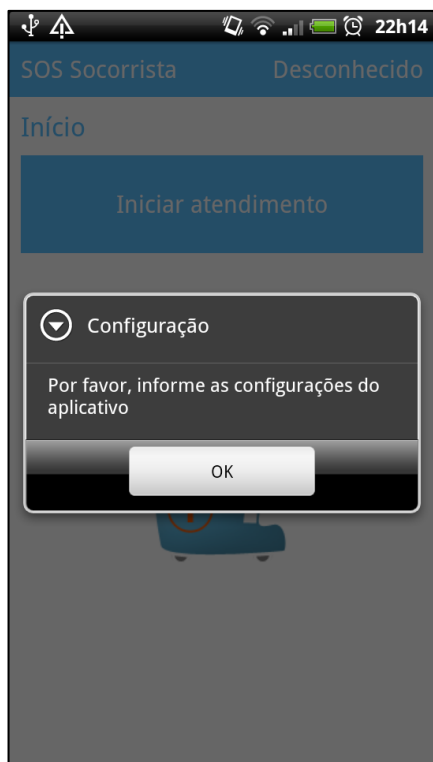 22h14
SOS Socorrista Desconhecido
Início
Iniciar atendimento
Configuração
Por favor, informe as configurações do
aplicativo
OK